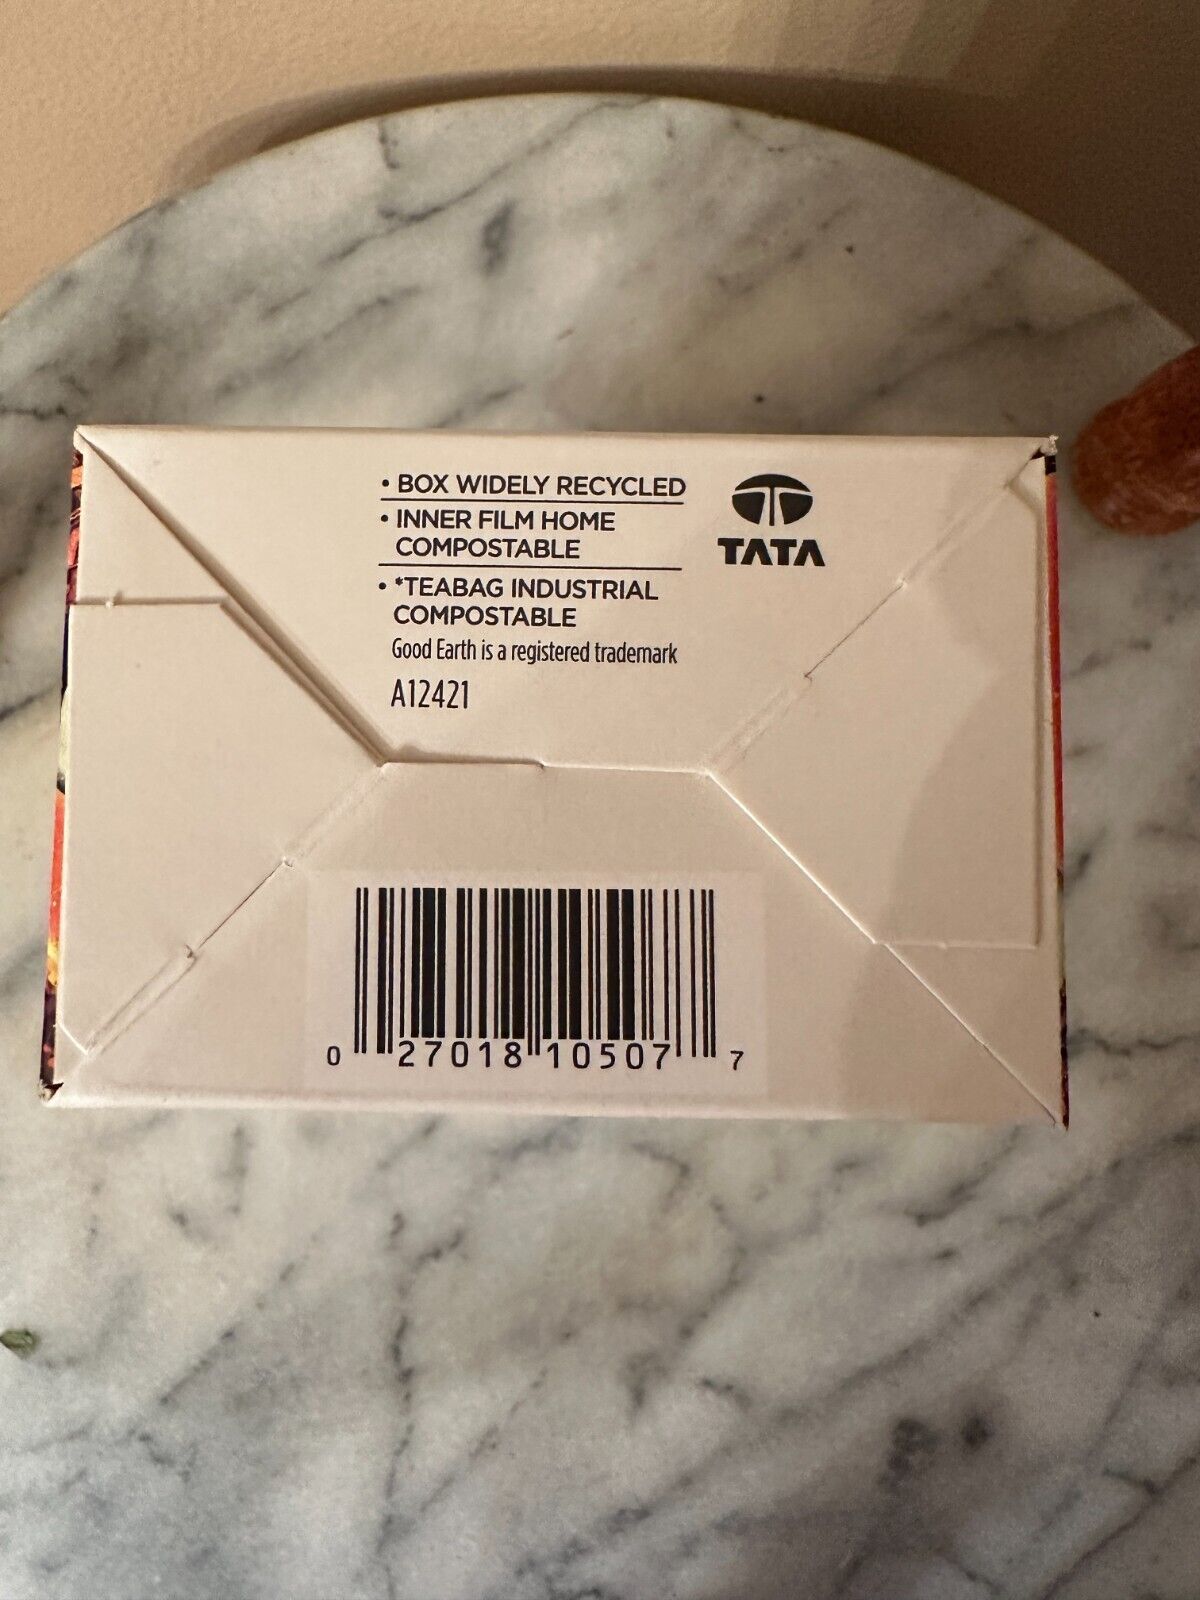 • BOX WIDELY RECYCLED
• INNER FILM HOME
COMPOSTABLE
• *TEABAG INDUSTRIAL
COMPOSTABLE
Good Earth is a registered trademark
A12421
TATA
0 27018 10507 7